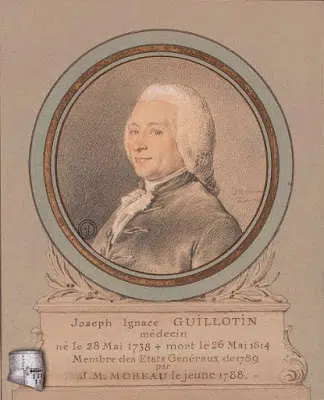 Joseph Ignace GUILLOTIN
médecin
né le 28 Mai 1738 + mort le 26 Mai 1814
Membre des Etats Généraux de 1789
par
J. M. MOREAU le jeune 1788.